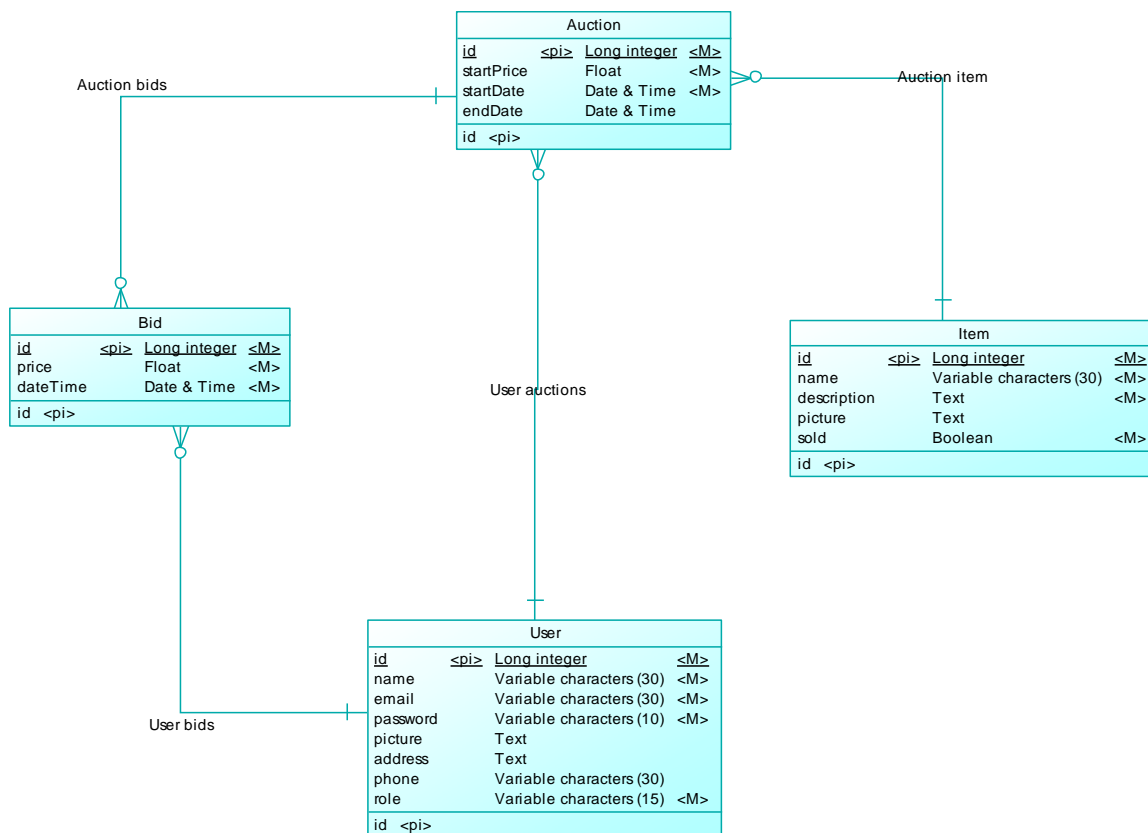 Auction
id <pi> Long integer <M>
startPrice Float <M>
startDate Date & Time <M>
endDate Date & Time
id <pi>
Auction bids
Auction item
Bid
id <pi> Long integer <M>
price Float <M>
dateTime Date & Time <M>
id <pi>
Item
id <pi> Long integer <M>
name Variable characters (30) <M>
description Text <M>
picture Text
sold Boolean <M>
id <pi>
User auctions
User
id <pi> Long integer <M>
name Variable characters (30) <M>
email Variable characters (30) <M>
password Variable characters (10) <M>
picture Text
address Text
phone Variable characters (30)
role Variable characters (15) <M>
id <pi>
User bids